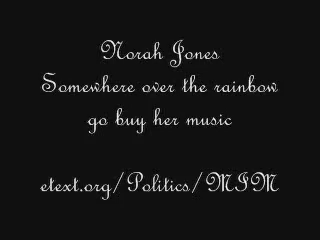 Norah Jones
Somewhere over the rainbow
go buy her music
etext.org/Politics/MIM